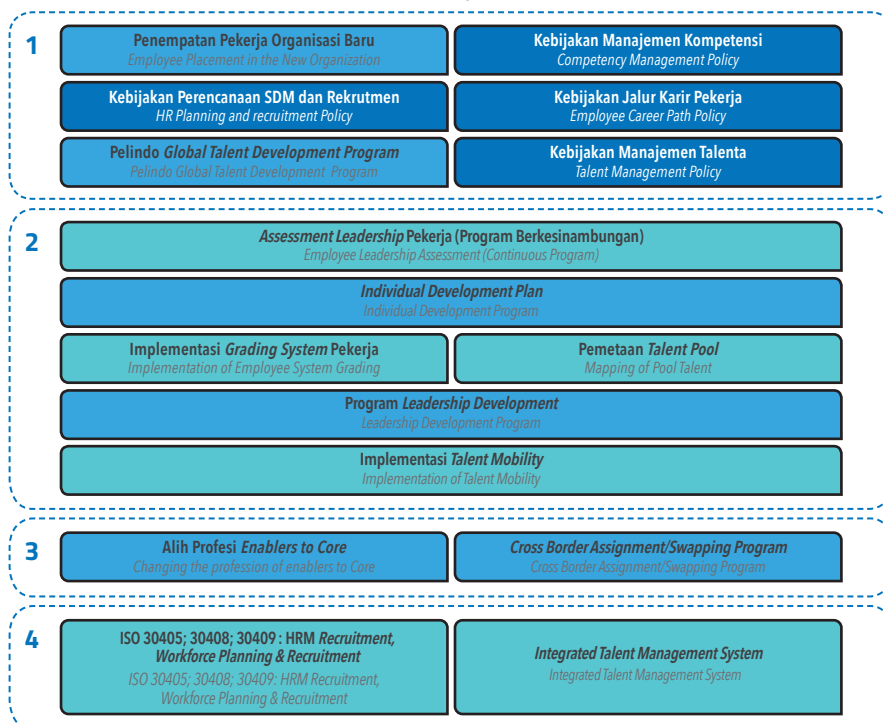 1
Penempatan Pekerja Organisasi Baru
Employee Placement in the New Organization
Kebijakan Manajemen Kompetensi
Competency Management Policy
Kebijakan Perencanaan SDM dan Rekrutmen
HR Planning and recruitment Policy
Kebijakan Jalur Karir Pekerja
Employee Career Path Policy
Pelindo Global Talent Development Program
Pelindo Global Talent Development Program
Kebijakan Manajemen Talenta
Talent Management Policy
2
Assessment Leadership Pekerja (Program Berkesinambungan)
Employee Leadership Assessment (Continuous Program)
Individual Development Plan
Individual Development Program
Implementasi Grading System Pekerja
Implementation of Employee System Grading
Pemetaan Talent Pool
Mapping of Pool Talent
Program Leadership Development
Leadership Development Program
Implementasi Talent Mobility
Implementation of Talent Mobility
3
Alih Profesi Enablers to Core
Changing the profession of enablers to Core
Cross Border Assignment/Swapping Program
Cross Border Assignment/Swapping Program
4
ISO 30405; 30408; 30409 : HRM Recruitment,
Workforce Planning & Recruitment
ISO 30405; 30408; 30409: HRM Recruitment,
Workforce Planning & Recruitment
Integrated Talent Management System
Integrated Talent Management System